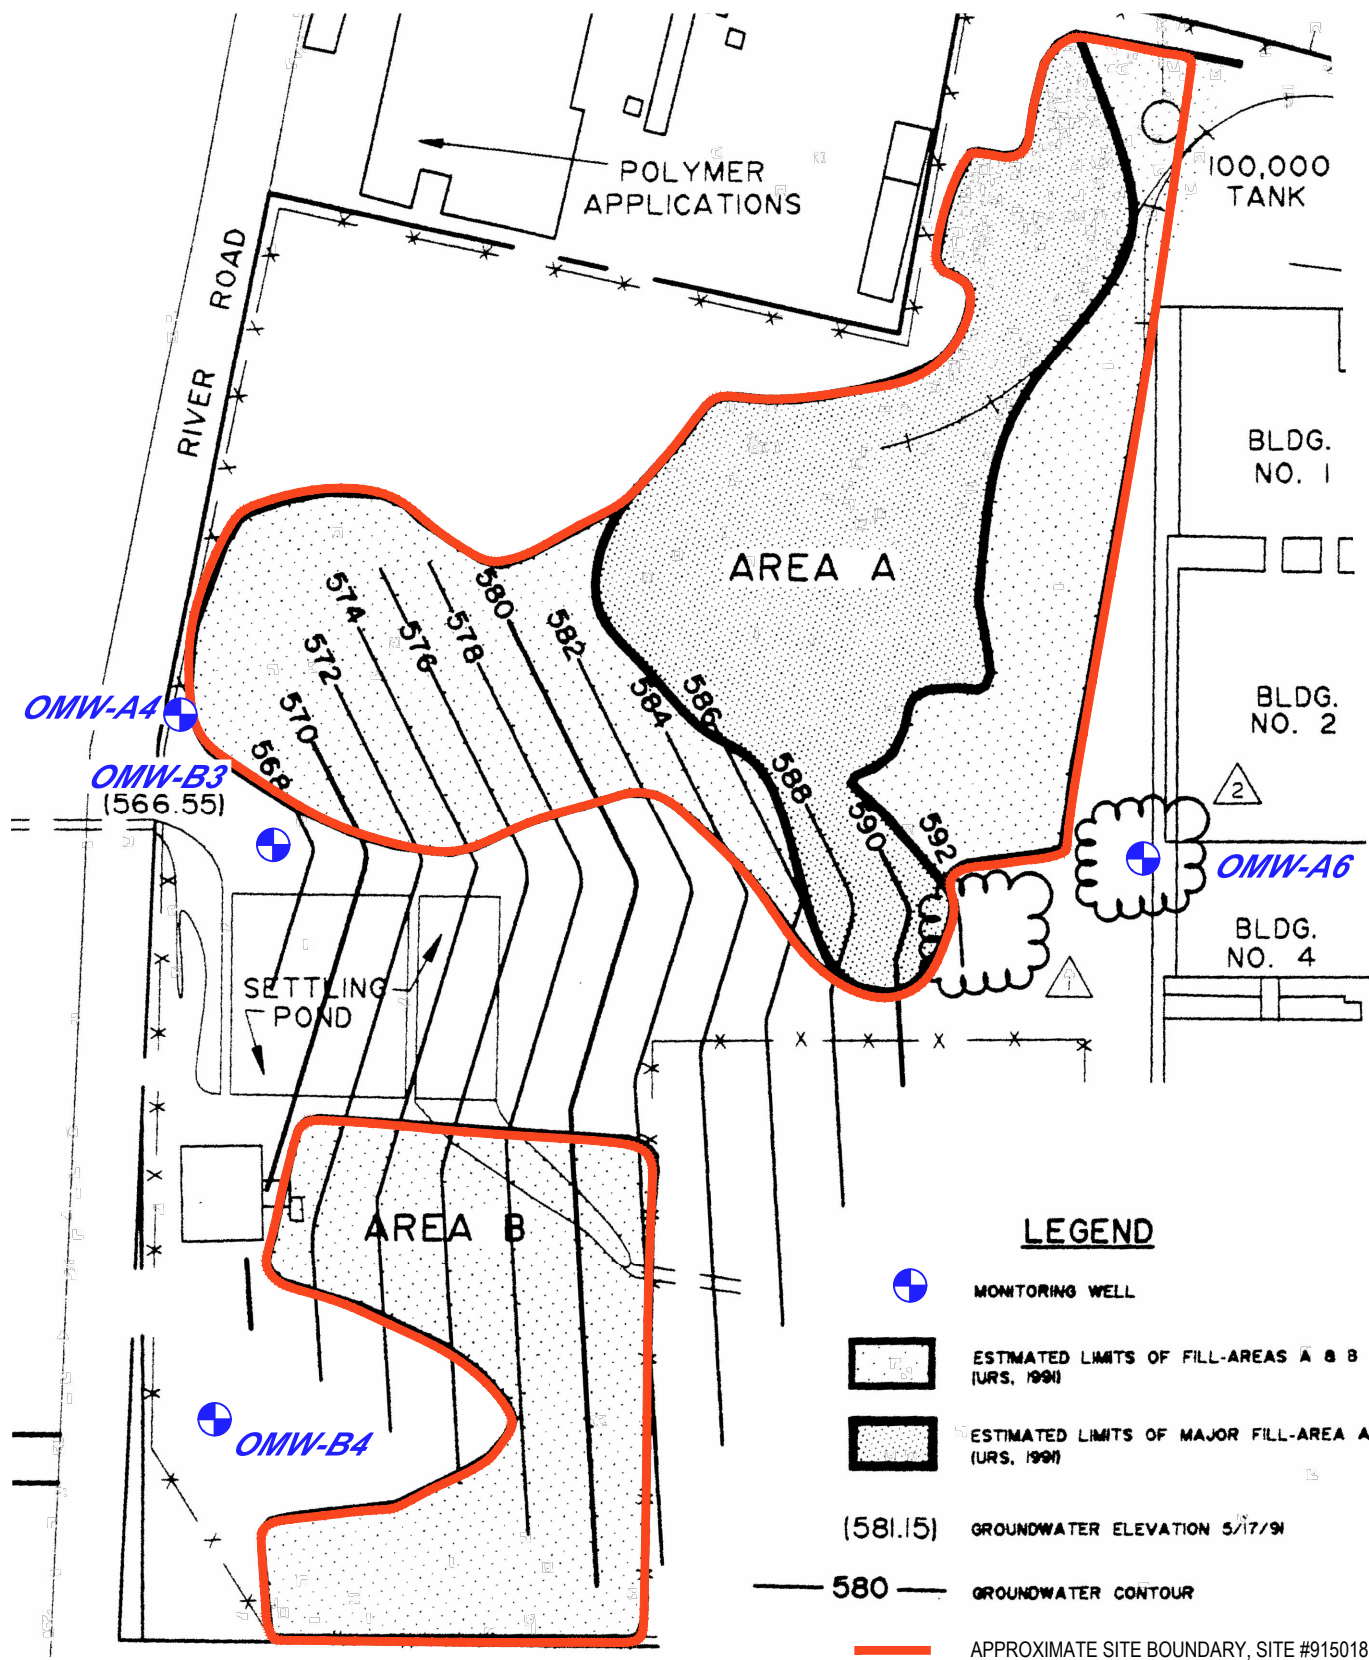 POLYMER
APPLICATIONS
100,000
TANK
RIVER ROAD
BLDG.
NO. 1
AREA A
580
574
582
576
578
572
586
584
BLDG.
NO. 2
OMW-A4
570
568
OMW-B3
(566.55)
588
2
590
592
OMW-A6
BLDG.
NO. 4
SETTLING
POND
1
AREA B
LEGEND
MONITORING WELL
ESTIMATED LIMITS OF FILL-AREAS A & B
(URS, 1991)
OMW-B4
ESTIMATED LIMITS OF MAJOR FILL-AREA A
(URS, 1991)
(581.15) GROUNDWATER ELEVATION 5/17/91
580 GROUNDWATER CONTOUR
APPROXIMATE SITE BOUNDARY, SITE #915018